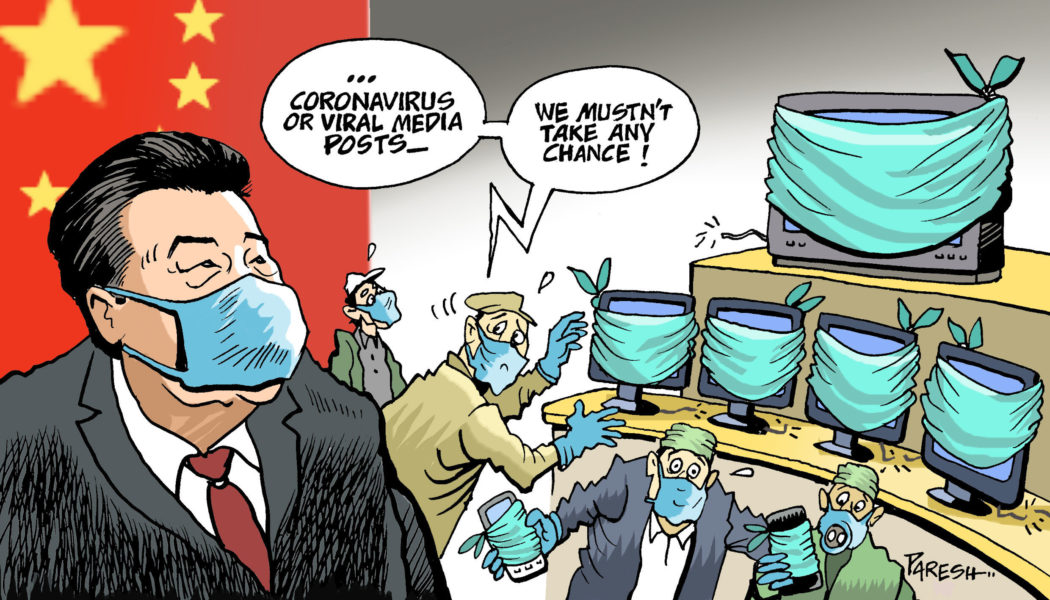 ...
CORONAVIRUS
OR VIRAL MEDIA
POSTS_
WE MUSTN'T
TAKE ANY
CHANCE !
PARESH..